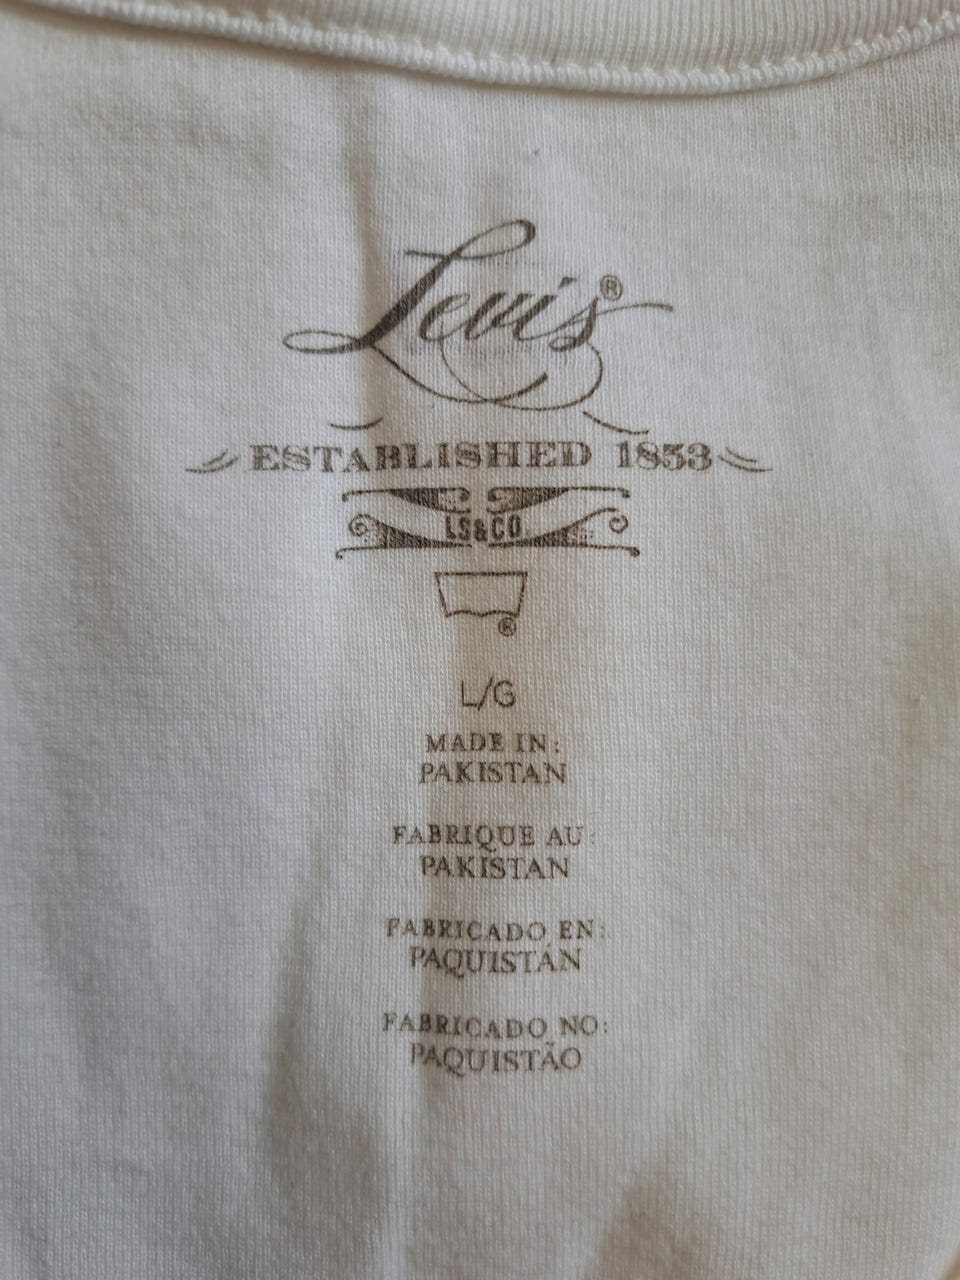 Levi's®
ESTABLISHED 1853
LS&CO
®
L/G
MADE IN:
PAKISTAN
FABRIQUE AU:
PAKISTAN
FABRICADO EN:
PAQUISTÁN
FABRICADO NO:
PAQUISTÃO